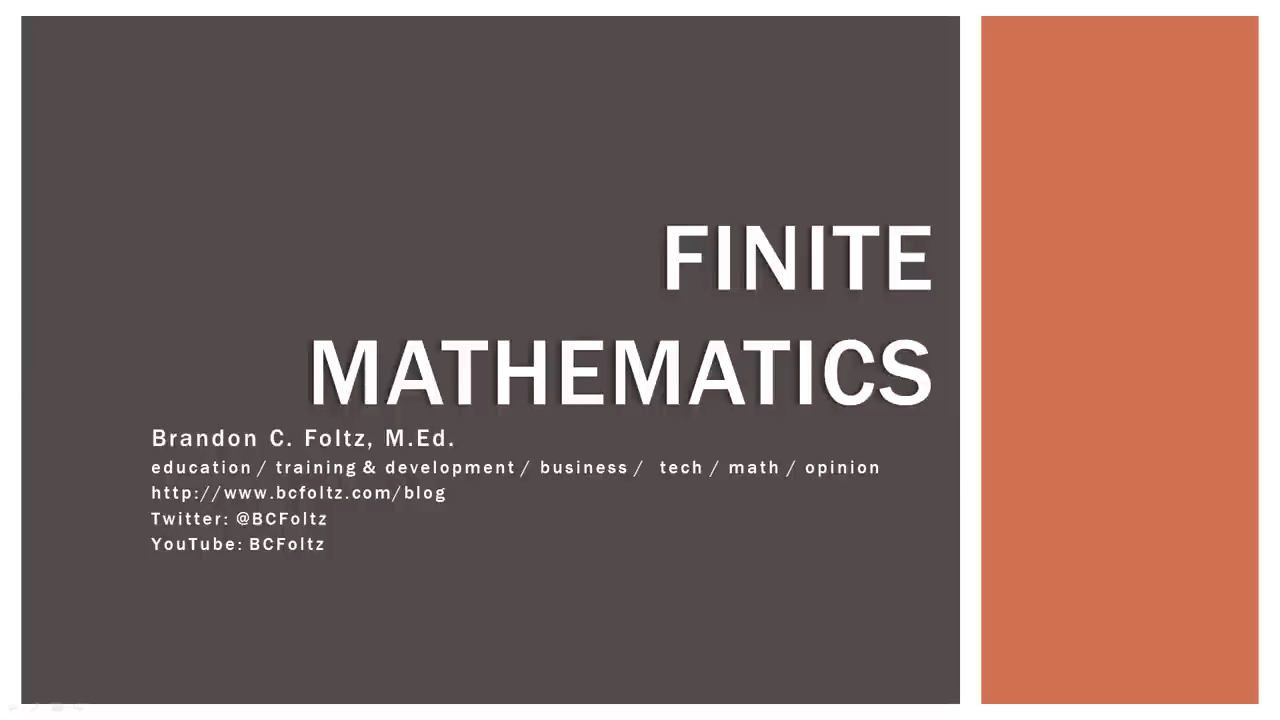 FINITE
MATHEMATICS
Brandon C. Foltz, M.Ed.
education / training & development / business / tech / math / opinion
http://www.bcfoltz.com/blog
Twitter: @BCFoltz
YouTube: BCFoltz